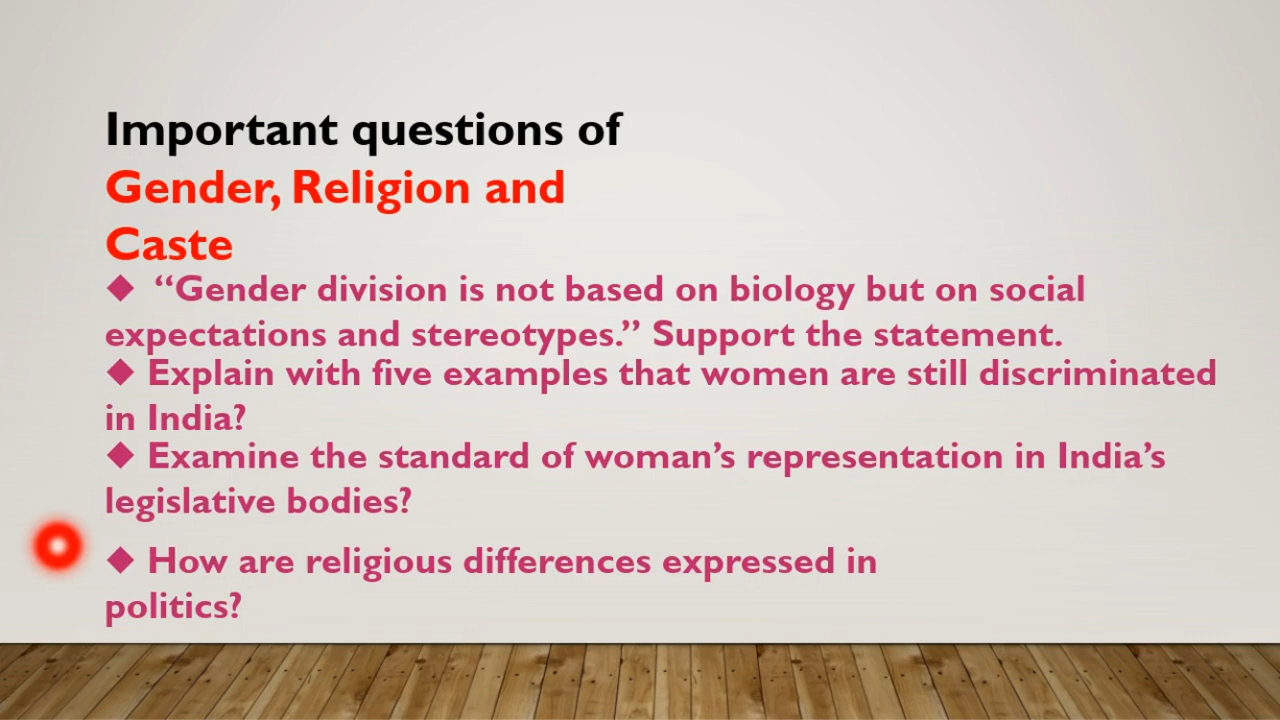 Important questions of
Gender, Religion and
Caste
◆ “Gender division is not based on biology but on social
expectations and stereotypes.” Support the statement.
◆ Explain with five examples that women are still discriminated
in India?
◆ Examine the standard of woman’s representation in India’s
legislative bodies?
◆ How are religious differences expressed in
politics?